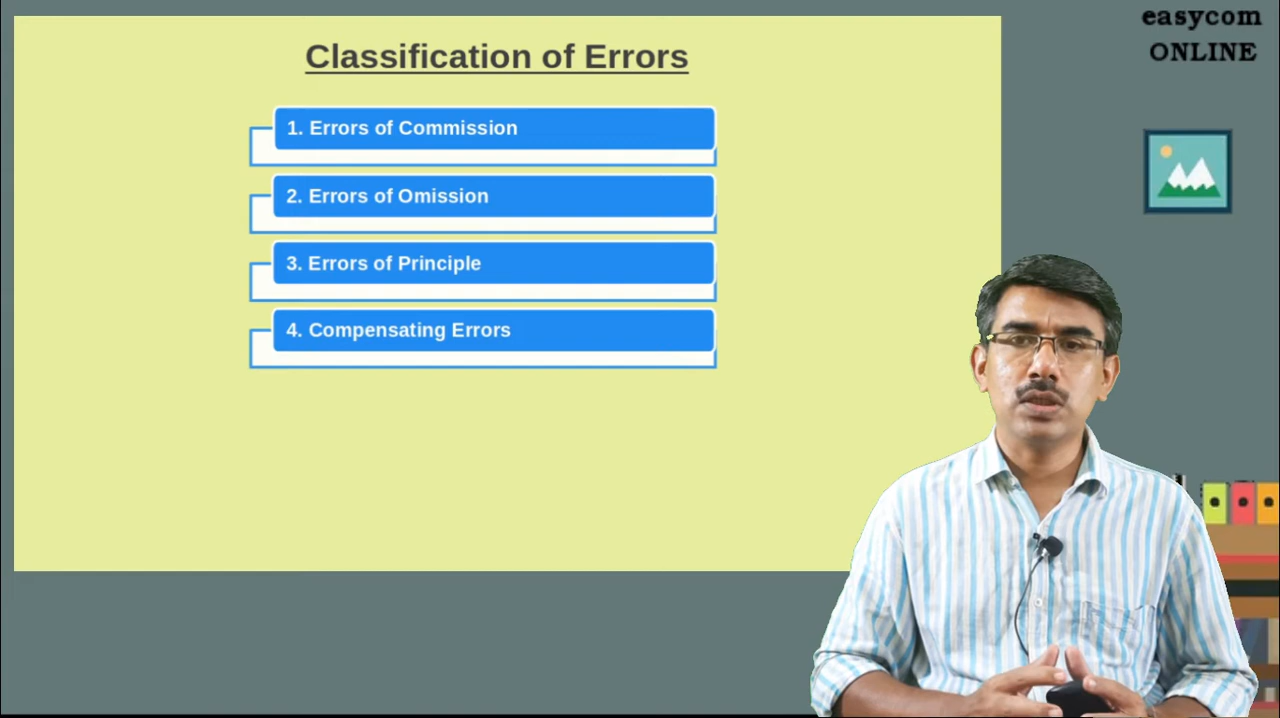 easycom
ONLINE
Classification of Errors
1. Errors of Commission
2. Errors of Omission
3. Errors of Principle
4. Compensating Errors